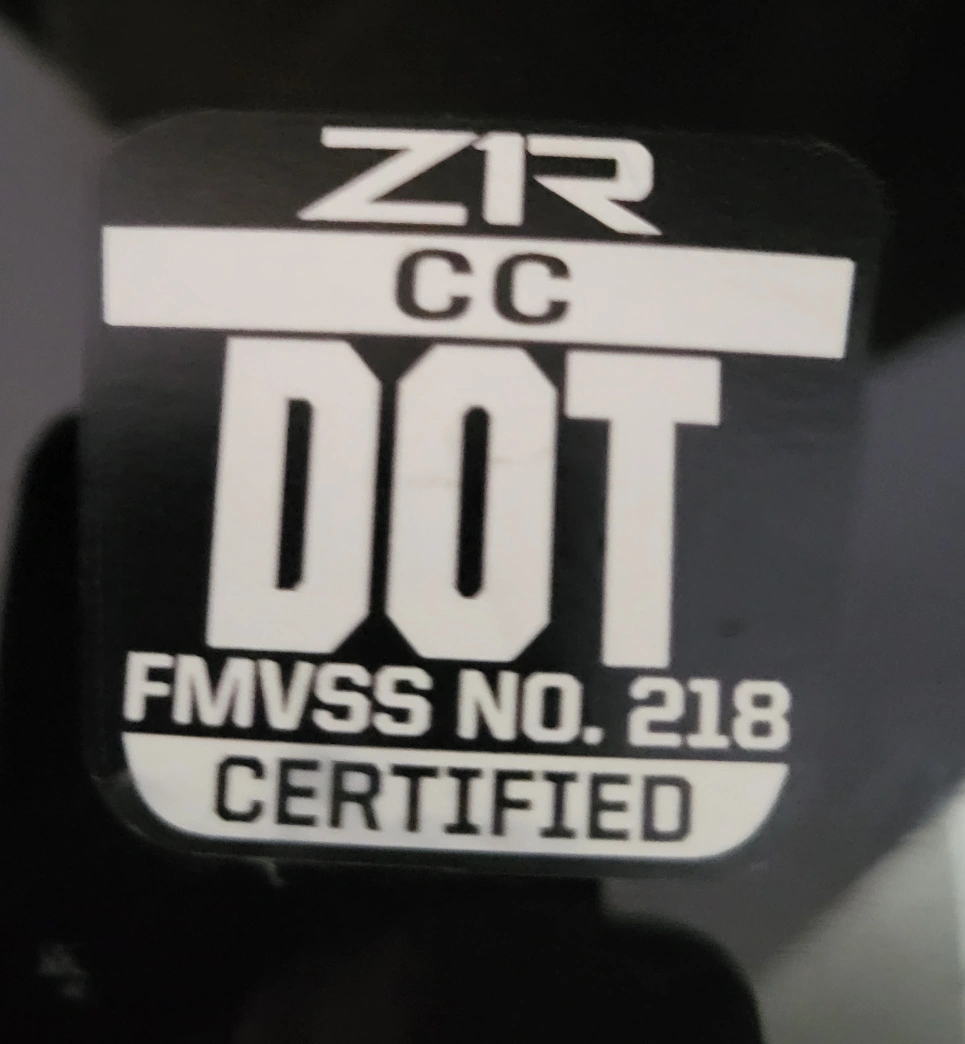 Z1R
CC
DOT
FMVSS NO. 218
CERTIFIED